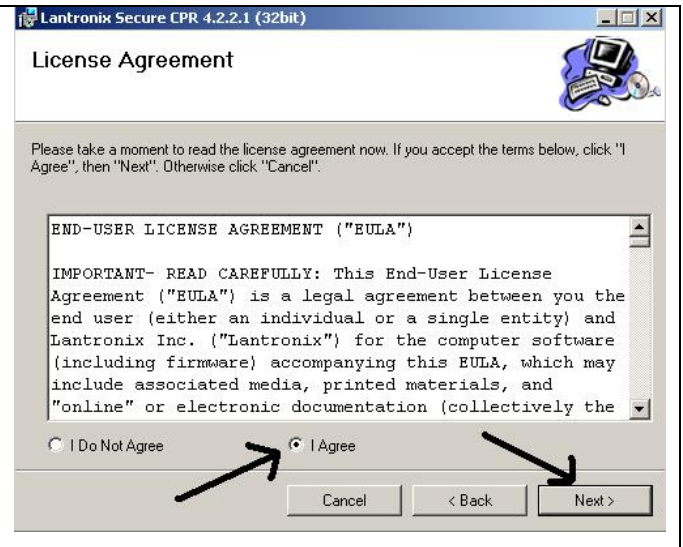 Lantronix Secure CPR 4.2.2.1 (32bit)
License Agreement
Please take a moment to read the license agreement now. If you accept the terms below, click "I
Agree", then "Next". Otherwise click "Cancel".
END-USER LICENSE AGREEMENT ("EULA")
IMPORTANT- READ CAREFULLY: This End-User License
Agreement ("EULA") is a legal agreement between you the
end user (either an individual or a single entity) and
Lantronix Inc. ("Lantronix") for the computer software
(including firmware) accompanying this EULA, which may
include associated media, printed materials, and
"online" or electronic documentation (collectively the
I Do Not Agree
I Agree
Cancel
< Back
Next >